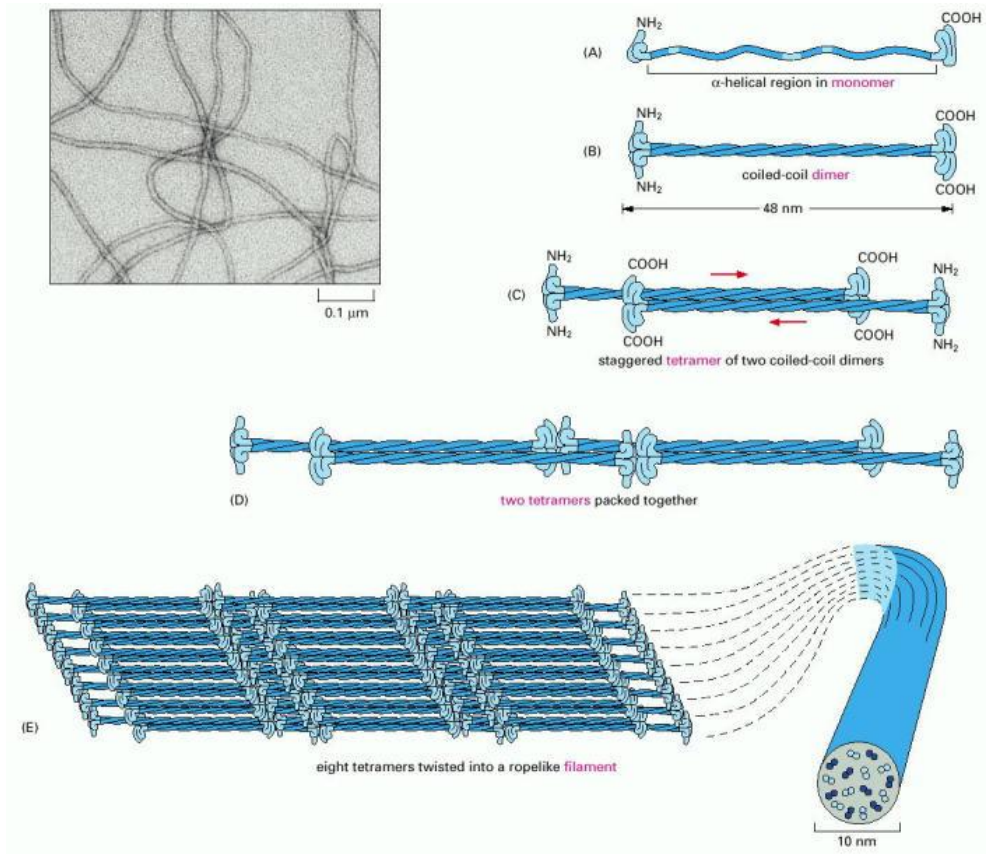 0.1 μm
NH₂
COOH
(A)
α-helical region in monomer
NH₂
COOH
(B)
coiled-coil dimer
NH₂
COOH
48 nm
NH₂
COOH
COOH
NH₂
(C)
NH₂
COOH
COOH
NH₂
staggered tetramer of two coiled-coil dimers
(D)
two tetramers packed together
(E)
eight tetramers twisted into a ropelike filament
10 nm